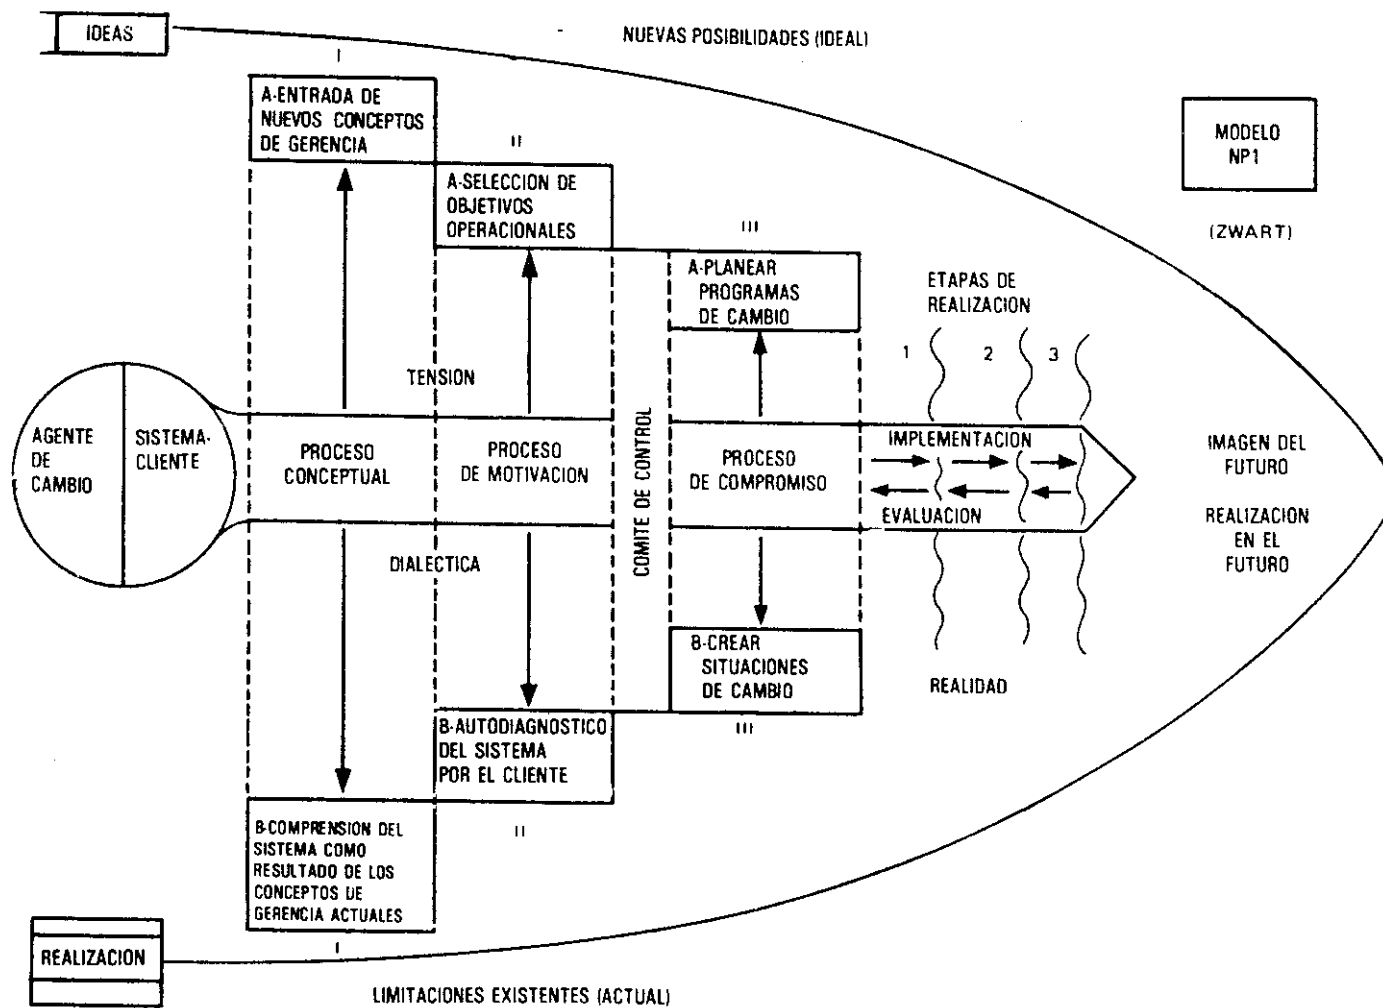 IDEAS
NUEVAS POSIBILIDADES (IDEAL)
I
A-ENTRADA DE
NUEVOS CONCEPTOS
DE GERENCIA
II
A-SELECCION DE
OBJETIVOS
OPERACIONALES
III
A-PLANEAR
PROGRAMAS
DE CAMBIO
MODELO
NP1
(ZWART)
ETAPAS DE
REALIZACION
1 2 3
TENSION
AGENTE
DE
CAMBIO
SISTEMA-
CLIENTE
PROCESO
CONCEPTUAL
PROCESO
DE MOTIVACION
COMITE DE CONTROL
PROCESO
DE COMPROMISO
IMPLEMENTACION
EVALUACION
IMAGEN DEL
FUTURO
REALIZACION
EN EL
FUTURO
DIALECTICA
B-CREAR
SITUACIONES
DE CAMBIO
III
REALIDAD
B-AUTODIAGNOSTICO
DEL SISTEMA
POR EL CLIENTE
II
B-COMPRENSION DEL
SISTEMA COMO
RESULTADO DE LOS
CONCEPTOS DE
GERENCIA ACTUALES
I
REALIZACION
LIMITACIONES EXISTENTES (ACTUAL)